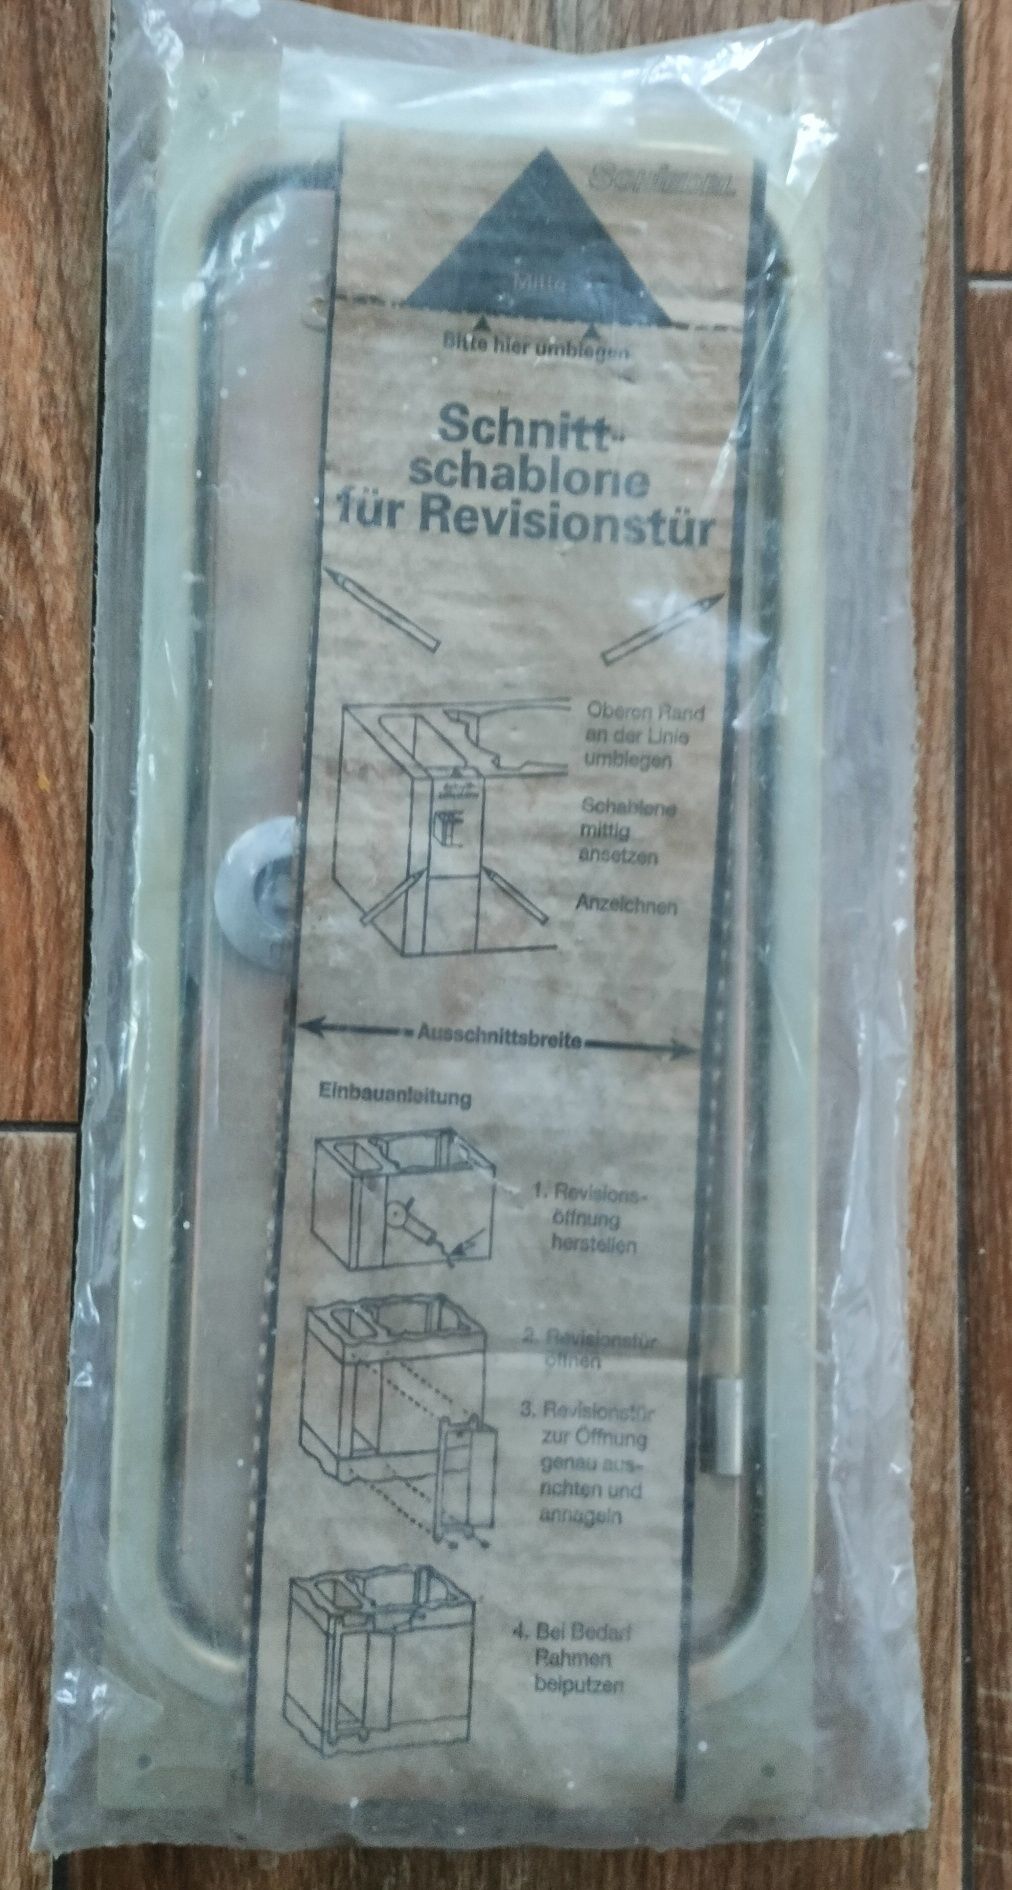 Schiedel
Mitte
Bitte hier umbiegen
Schnitt-
schablone
für Revisionstür
Oberen Rand
an der Linie
umbiegen
Schablone
mittig
ansetzen
Anzeichnen
Ausschnittsbreite
Einbauanleitung
1. Revisions-
öffnung
herstellen
2. Revisionstür
öffnen
3. Revisionstür
zur Öffnung
genau aus-
richten und
annageln
4. Bei Bedarf
Rahmen
beiputzen